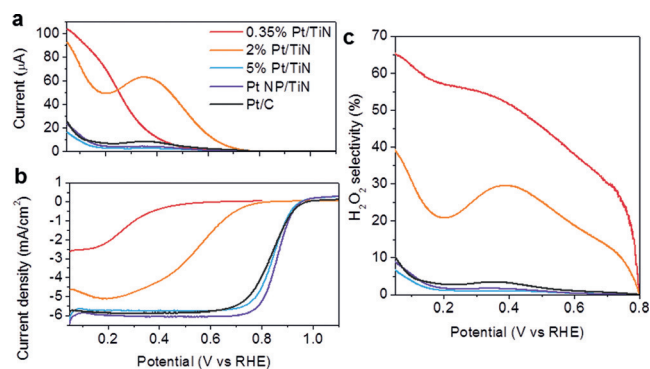 a
Current (µA)
100
80
60
40
20
0
0.35% Pt/TiN
2% Pt/TiN
5% Pt/TiN
Pt NP/TiN
Pt/C
b
Current density (mA/cm²)
1
0
-1
-2
-3
-4
-5
-6
0.2 0.4 0.6 0.8 1.0
Potential (V vs RHE)
c
H₂O₂ selectivity (%)
70
60
50
40
30
20
10
0
0.2 0.4 0.6 0.8
Potential (V vs RHE)